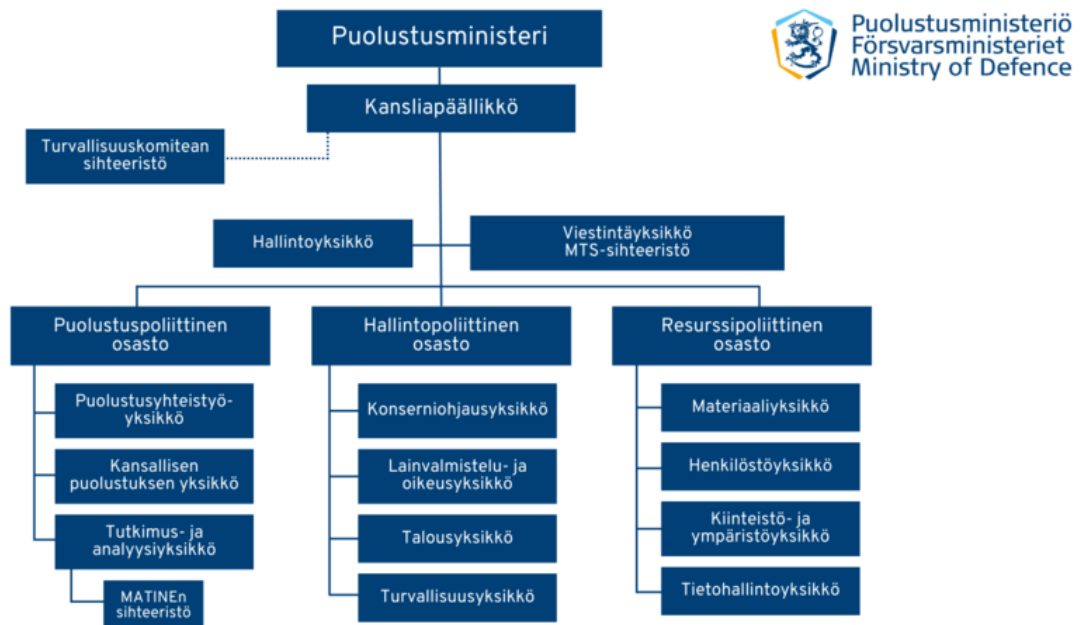 Puolustusministeri
Puolustusministeriö
Försvarsministeriet
Ministry of Defence
Kansliapäällikkö
Turvallisuuskomitean
sihteeristö
Hallintoyksikkö
Viestintäyksikkö
MTS-sihteeristö
Puolustuspoliittinen
osasto
Puolustusyhteistyö-
yksikkö
Kansallisen
puolustuksen yksikkö
Tutkimus- ja
analyysiyksikkö
MATINEn
sihteeristö
Hallintopoliittinen
osasto
Konserniohjausyksikkö
Lainvalmistelu- ja
oikeusyksikkö
Talousyksikkö
Turvallisuusyksikkö
Resurssipoliittinen
osasto
Materiaaliyksikkö
Henkilöstöyksikkö
Kiinteistö- ja
ympäristöyksikkö
Tietohallintoyksikkö